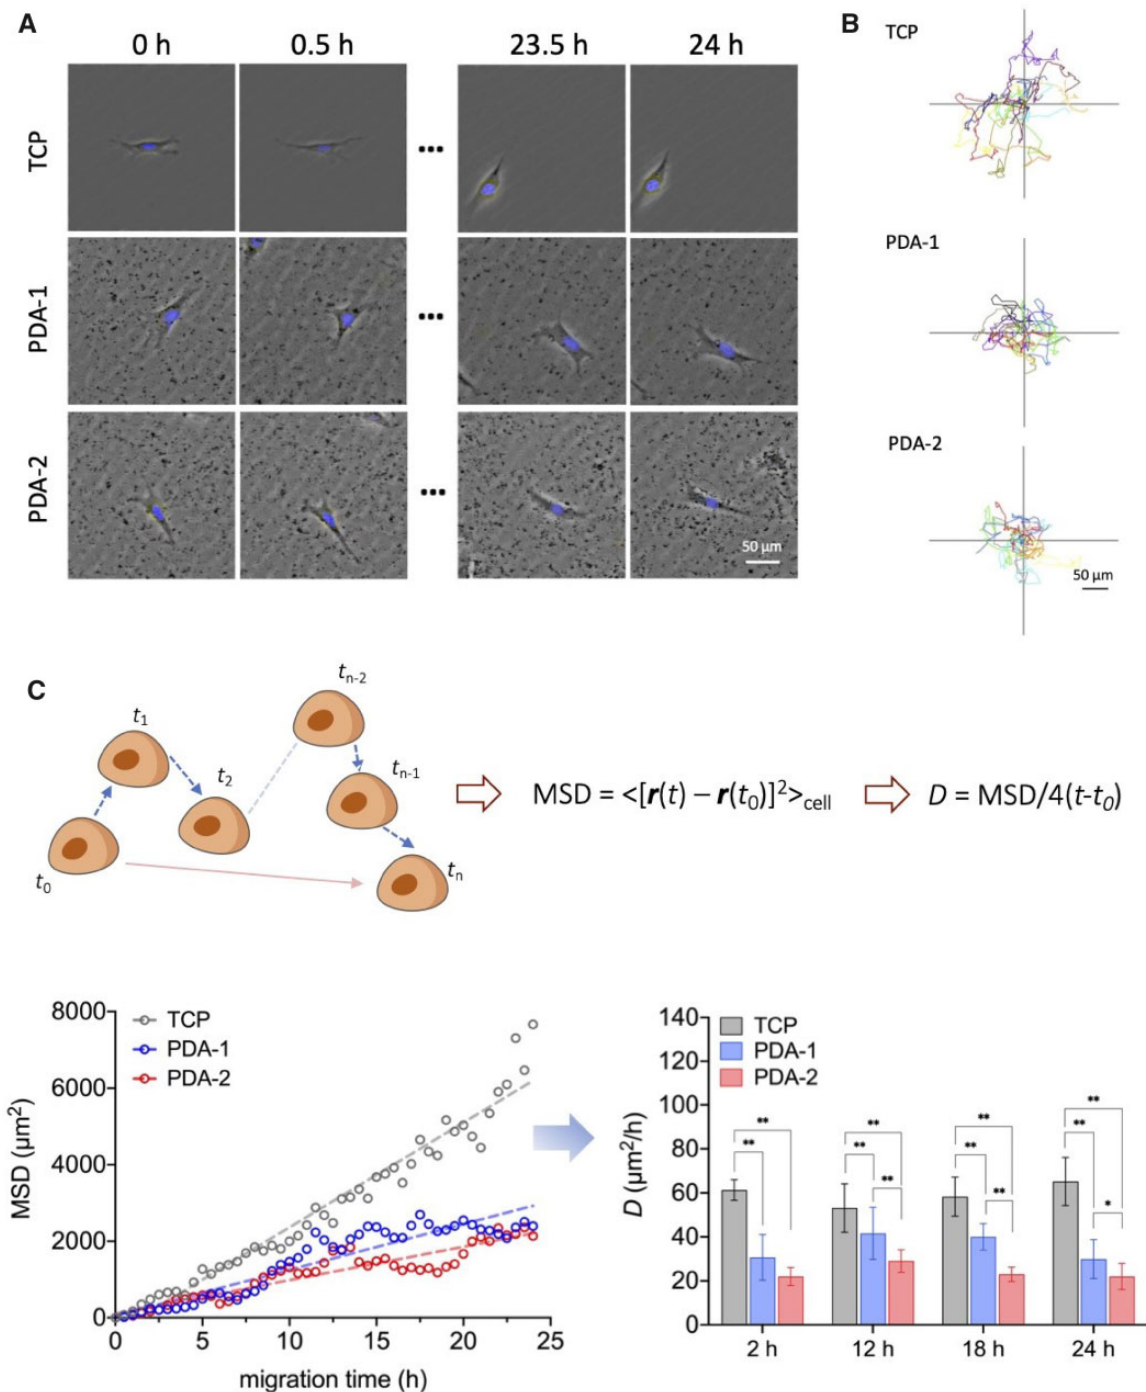 A
0 h 0.5 h 23.5 h 24 h
TCP
PDA-1
PDA-2
50 µm
B
TCP
PDA-1
PDA-2
50 µm
C
t0 t1 t2 tn-2 tn-1 tn
MSD = <[r(t) − r(t0)]2>cell
D = MSD/4(t-t0)
MSD (µm2)
8000
6000
4000
2000
0
TCP
PDA-1
PDA-2
0 5 10 15 20 25
migration time (h)
D (µm2/h)
140
120
100
80
60
40
20
0
TCP
PDA-1
PDA-2
** **
** ** **
** ** **
** ** *
2 h 12 h 18 h 24 h